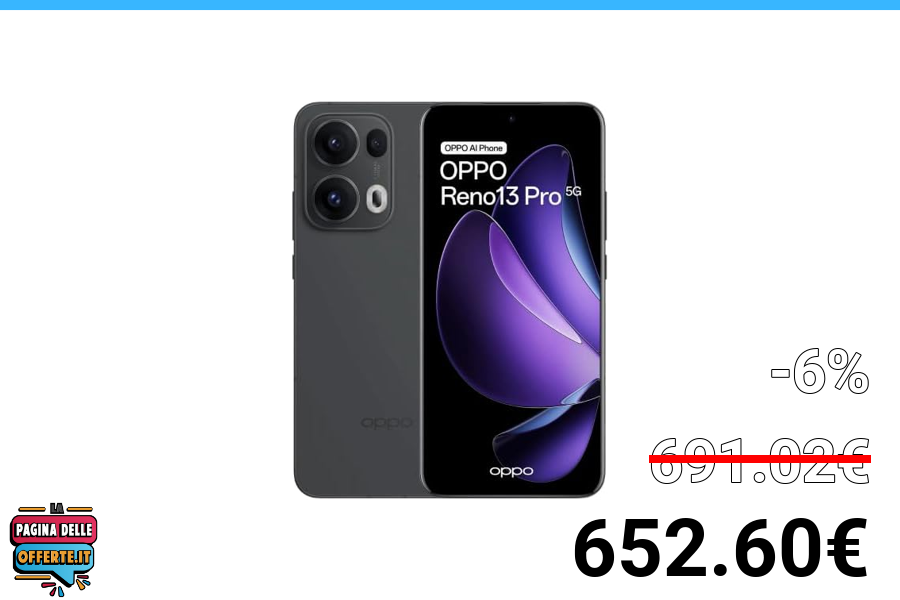 OPPO AI Phone
OPPO
Reno13 Pro 5G
oppo
oppo
-6%
691.02€
652.60€
LA
PAGINA DELLE
OFFERTE.IT